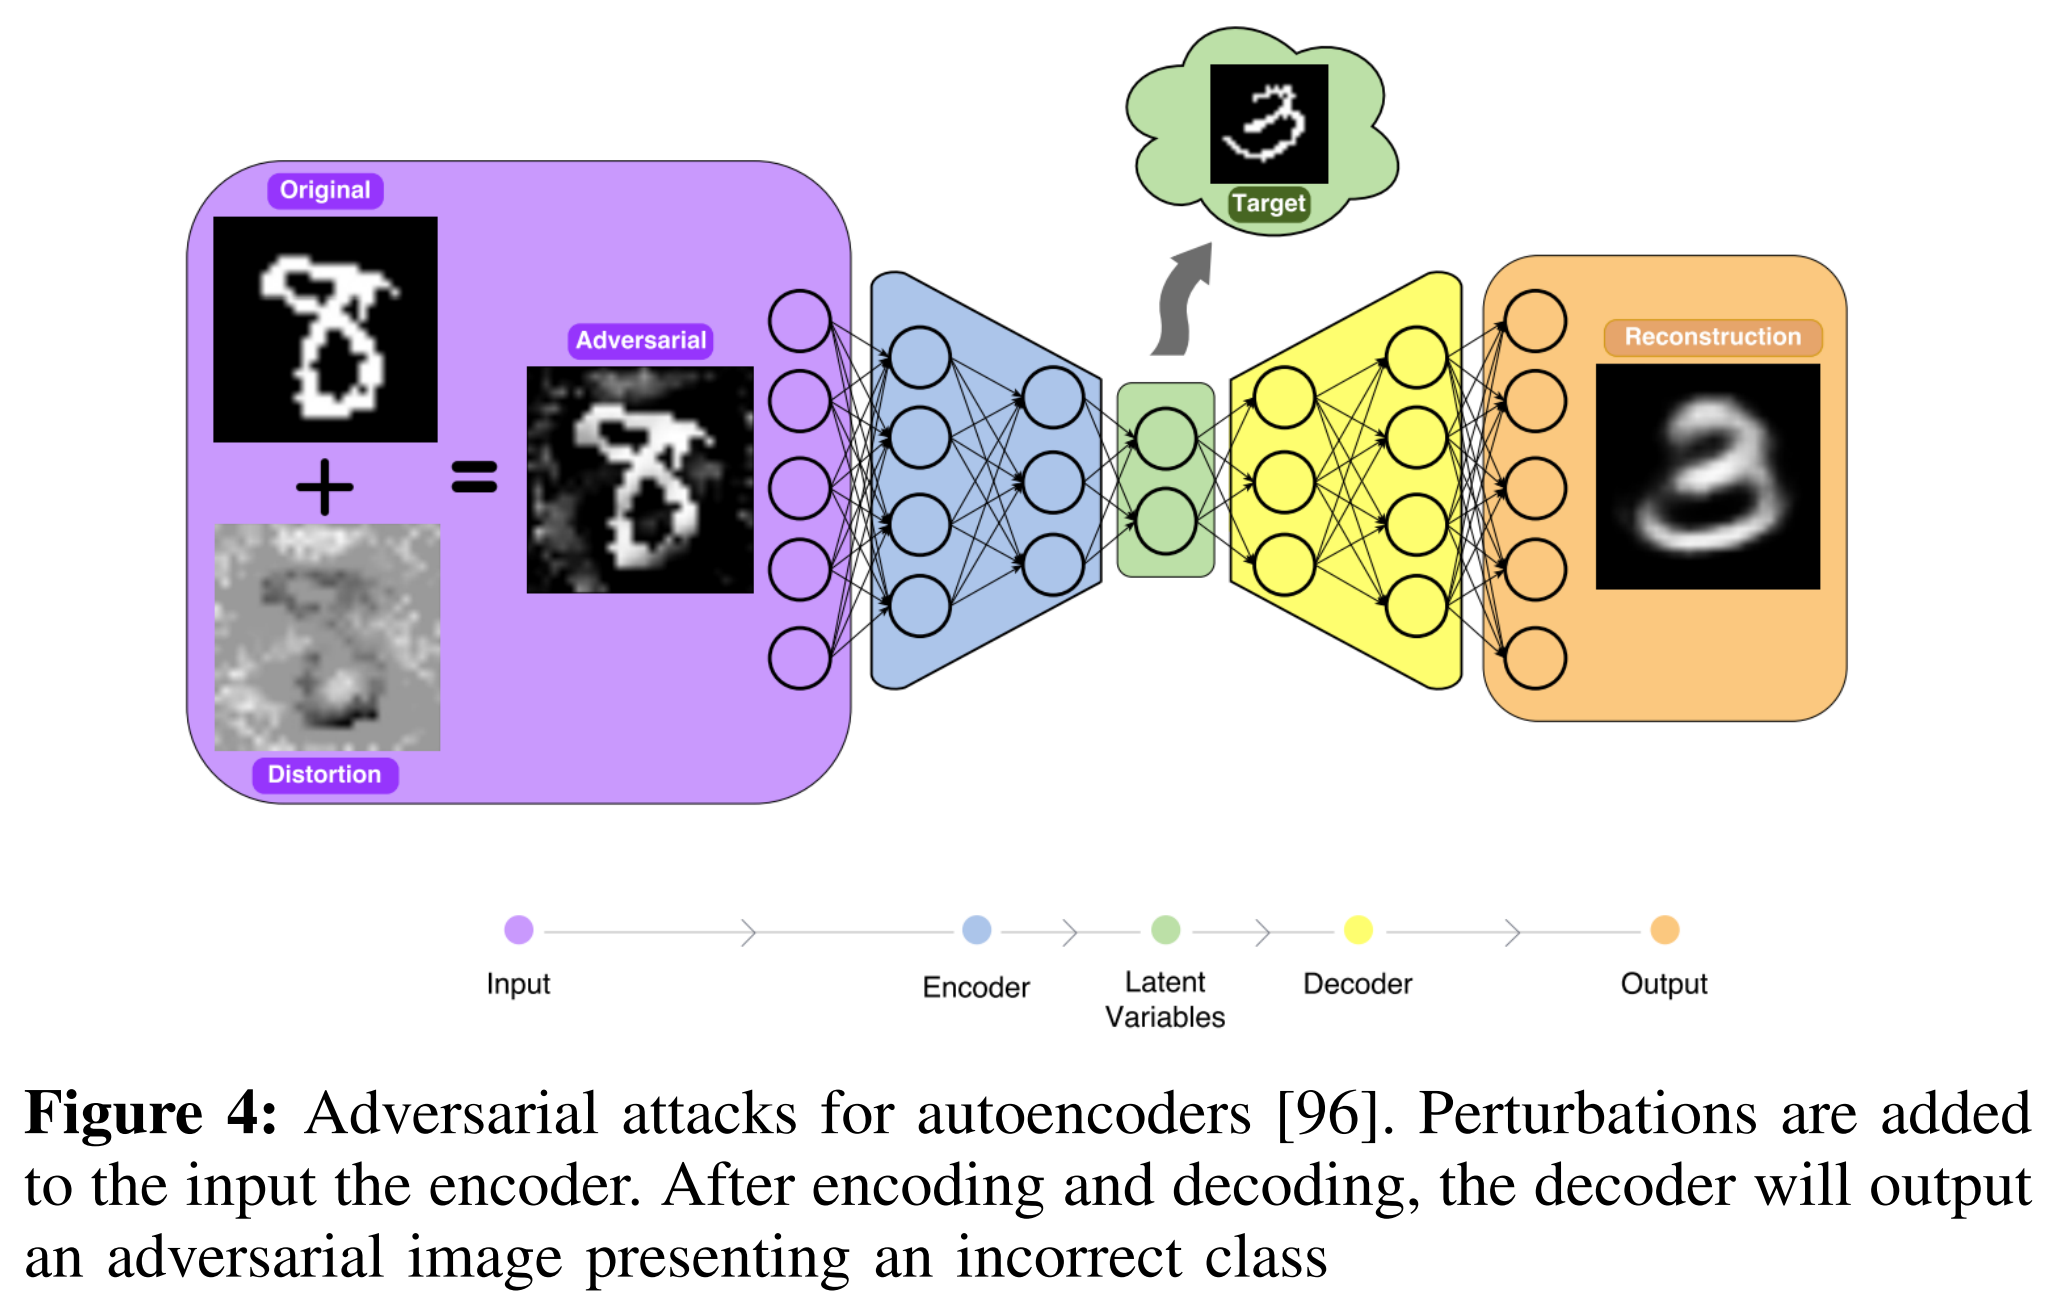 Target
Original
Adversarial
Reconstruction
+
=
Distortion
Input
Encoder
Latent
Variables
Decoder
Output
Figure 4: Adversarial attacks for autoencoders [96]. Perturbations are added
to the input the encoder. After encoding and decoding, the decoder will output
an adversarial image presenting an incorrect class